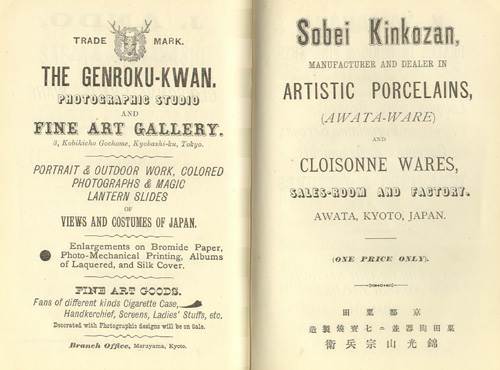 TRADE MARK.
THE GENROKU-KWAN.
PHOTOGRAPHIC STUDIO
AND
FINE ART GALLERY.
3, Kobikicho Gochome, Kyobashi-ku, Tokyo.
PORTRAIT & OUTDOOR WORK, COLORED
PHOTOGRAPHS & MAGIC
LANTERN SLIDES
OF
VIEWS AND COSTUMES OF JAPAN.
Enlargements on Bromide Paper,
Photo-Mechanical Printing, Albums
of Laquered, and Silk Cover.
FINE ART GOODS.
Fans of different kinds Cigarette Case,
Handkerchief, Screens, Ladies' Stuffs, etc.
Decorated with Photographic designs will be on Sale.
Branch Office, Maruyama, Kyoto.
Sobei Kinkozan,
MANUFACTURER AND DEALER IN
ARTISTIC PORCELAINS,
(AWATA-WARE)
AND
CLOISONNE WARES,
SALES-ROOM AND FACTORY.
AWATA, KYOTO, JAPAN.
(ONE PRICE ONLY).
田粟都京
造製燒寶七ニ並器陶田粟
衛兵宗山光錦